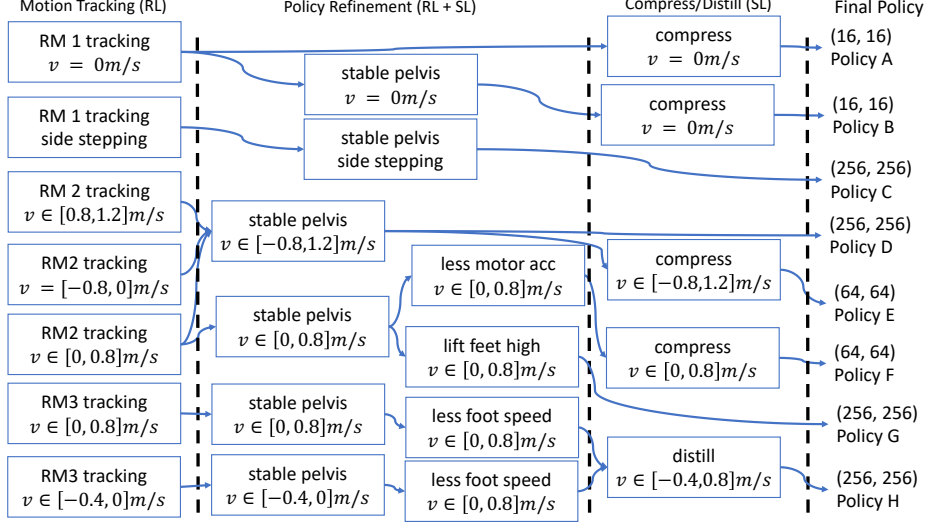 Motion Tracking (RL)
Policy Refinement (RL + SL)
Compress/Distill (SL)
Final Policy
RM 1 tracking
v = 0m/s
stable pelvis
v = 0m/s
compress
v = 0m/s
(16, 16)
Policy A
compress
v = 0m/s
(16, 16)
Policy B
RM 1 tracking
side stepping
stable pelvis
side stepping
(256, 256)
Policy C
RM 2 tracking
v ∈ [0.8,1.2]m/s
stable pelvis
v ∈ [−0.8,1.2]m/s
(256, 256)
Policy D
RM2 tracking
v = [−0.8, 0]m/s
less motor acc
v ∈ [0, 0.8]m/s
compress
v ∈ [−0.8,1.2]m/s
(64, 64)
Policy E
RM2 tracking
v ∈ [0, 0.8]m/s
stable pelvis
v ∈ [0, 0.8]m/s
lift feet high
v ∈ [0, 0.8]m/s
compress
v ∈ [0, 0.8]m/s
(64, 64)
Policy F
RM3 tracking
v ∈ [0, 0.8]m/s
stable pelvis
v ∈ [0, 0.8]m/s
less foot speed
v ∈ [0, 0.8]m/s
(256, 256)
Policy G
RM3 tracking
v ∈ [−0.4, 0]m/s
stable pelvis
v ∈ [−0.4, 0]m/s
less foot speed
v ∈ [0, 0.8]m/s
distill
v ∈ [−0.4,0.8]m/s
(256, 256)
Policy H